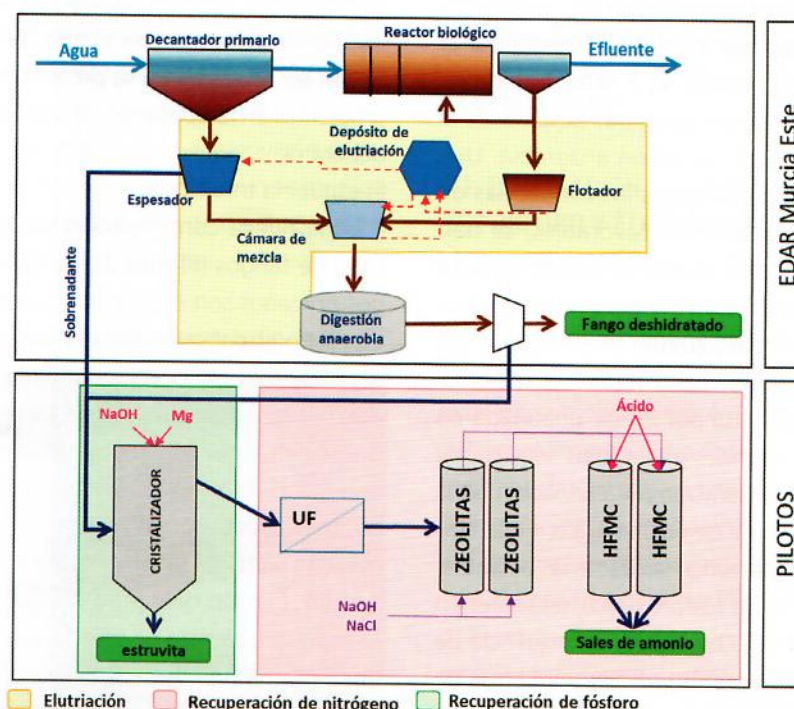 Agua
Decantador primario
Reactor biológico
Efluente
Depósito de
elutriación
Espesador
Flotador
Cámara de
mezcla
Sobrenadante
Digestión
anaerobia
Fango deshidratado
EDAR Murcia Este
NaOH
Mg
CRISTALIZADOR
estruvita
UF
ZEOLITAS
ZEOLITAS
NaOH
NaCl
Ácido
HFMC
HFMC
Sales de amonio
PILOTOS
Elutriación
Recuperación de nitrógeno
Recuperación de fósforo